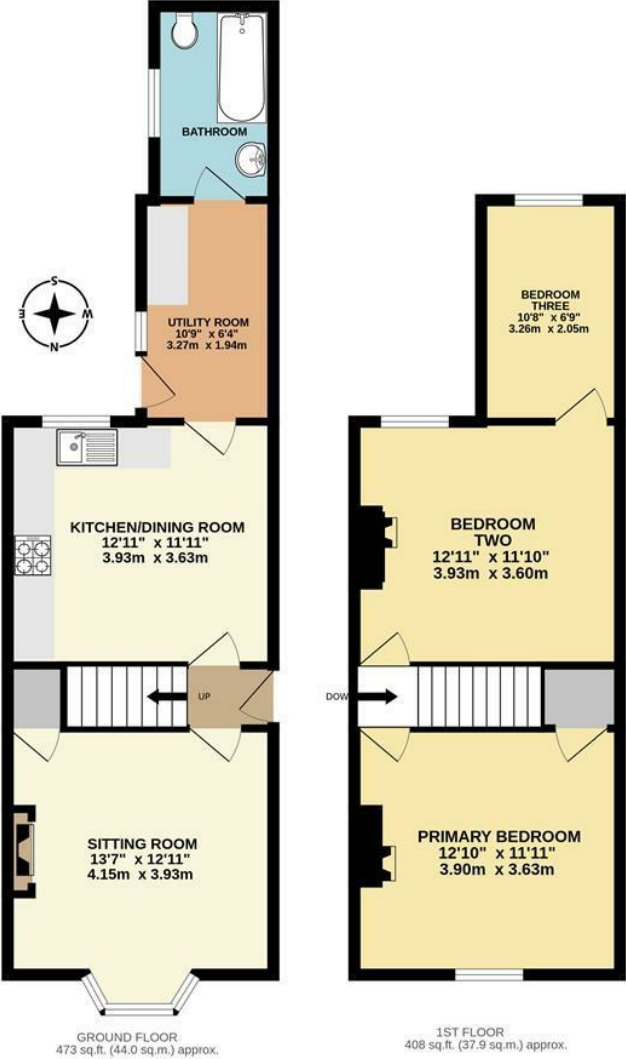 BATHROOM
S
E
W
N
UTILITY ROOM
10'9" x 6'4"
3.27m x 1.94m
KITCHEN/DINING ROOM
12'11" x 11'11"
3.93m x 3.63m
UP
SITTING ROOM
13'7" x 12'11"
4.15m x 3.93m
GROUND FLOOR
473 sq.ft. (44.0 sq.m.) approx.
BEDROOM
THREE
10'8" x 6'9"
3.26m x 2.05m
BEDROOM
TWO
12'11" x 11'10"
3.93m x 3.60m
DOW
PRIMARY BEDROOM
12'10" x 11'11"
3.90m x 3.63m
1ST FLOOR
408 sq.ft. (37.9 sq.m.) approx.